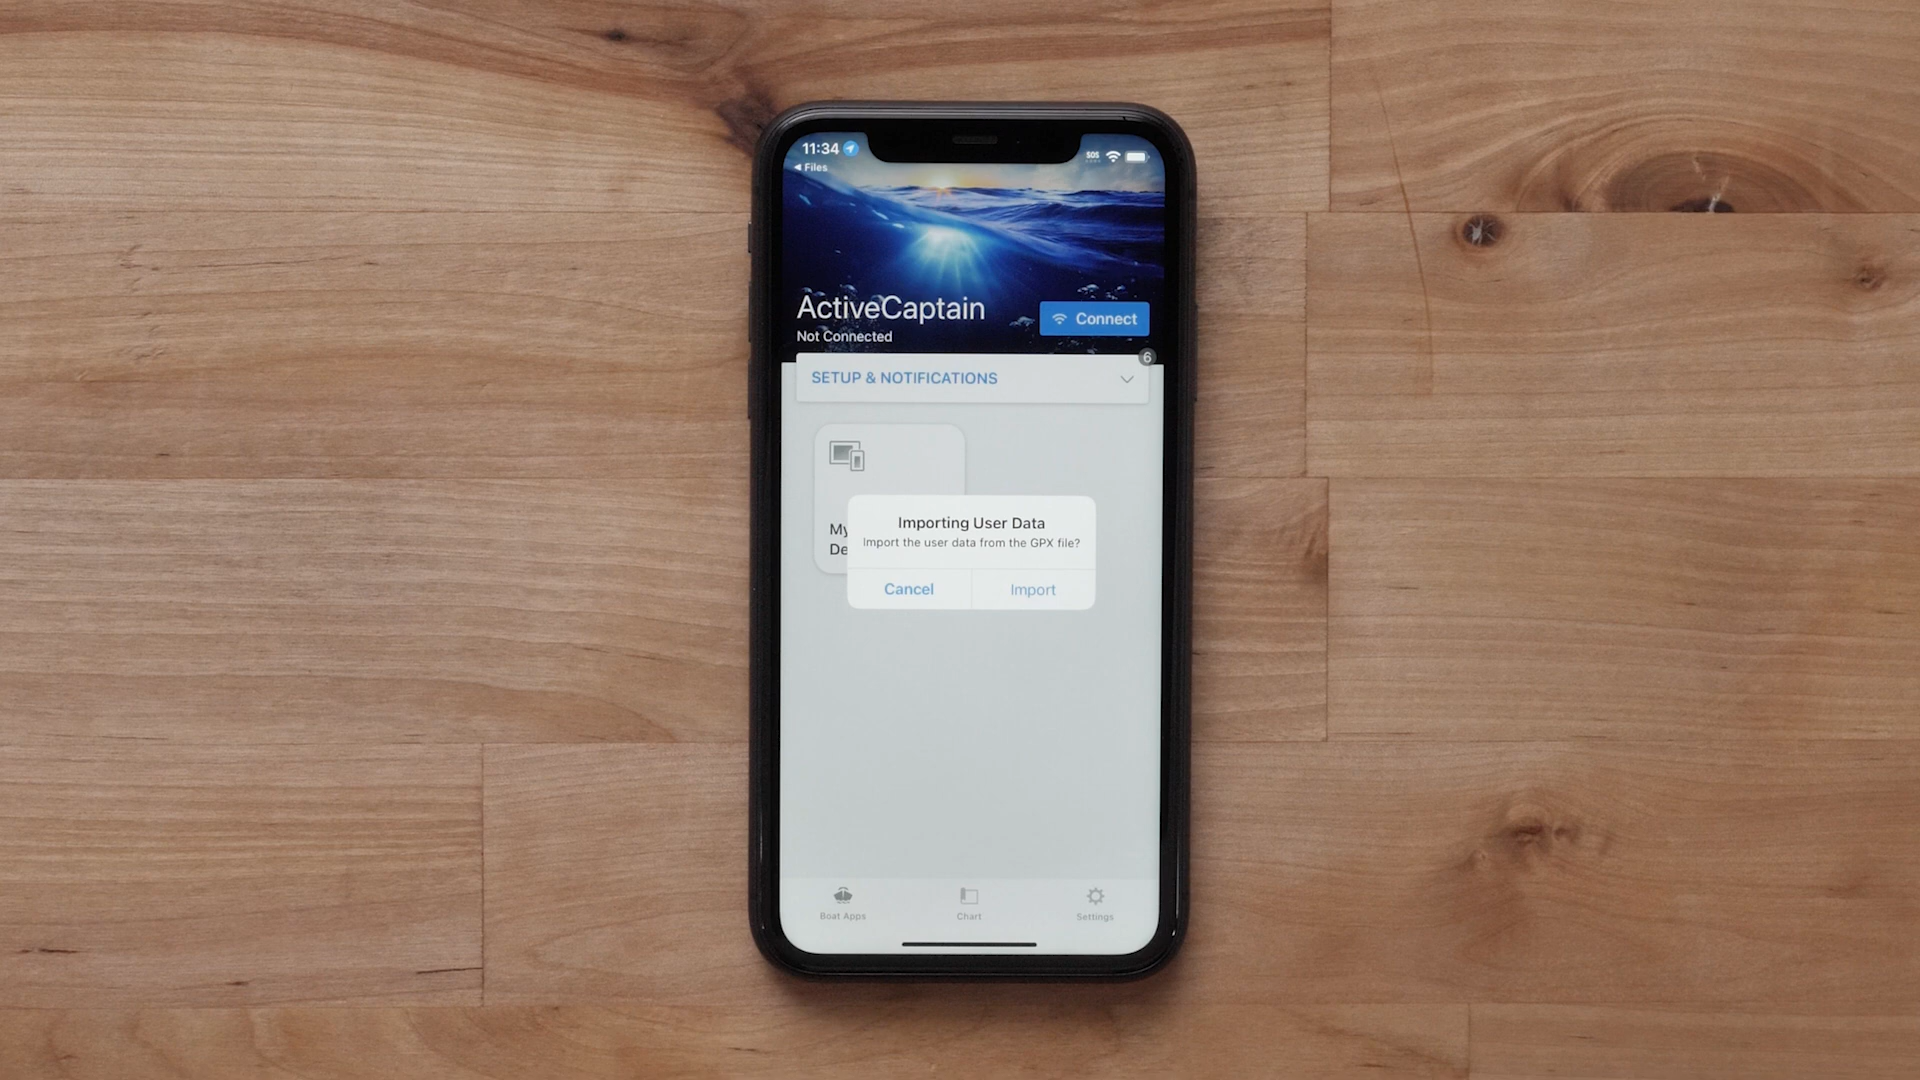 11:34
SOS
◀ Files
ActiveCaptain
Connect
Not Connected
6
SETUP & NOTIFICATIONS
My
De
Importing User Data
Import the user data from the GPX file?
Cancel
Import
Boat Apps
Chart
Settings